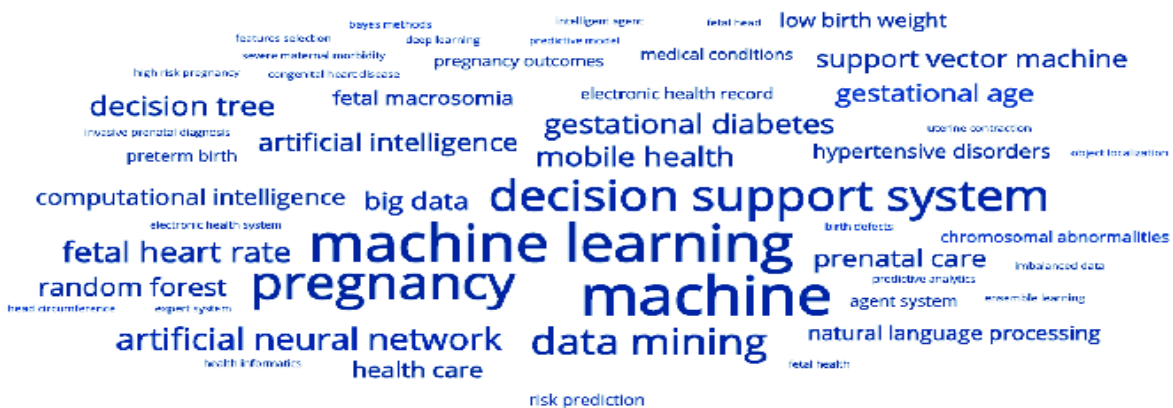 low birth weight
intelligent agent
fetal head
bayes methods
features selection
deep learning
predictive model
severe maternal morbidity
pregnancy outcomes
medical conditions
support vector machine
high risk pregnancy
congenital heart disease
decision tree
fetal macrosomia
electronic health record
gestational age
invasive prenatal diagnosis
artificial intelligence
gestational diabetes
uterine contraction
preterm birth
mobile health
hypertensive disorders
object localization
computational intelligence
big data
decision support system
electronic health system
birth defects
chromosomal abnormalities
fetal heart rate
machine learning
prenatal care
imbalanced data
random forest
pregnancy
machine
predictive analytics
agent system
ensemble learning
head circumference
expert system
artificial neural network
data mining
natural language processing
health informatics
health care
fetal health
risk prediction